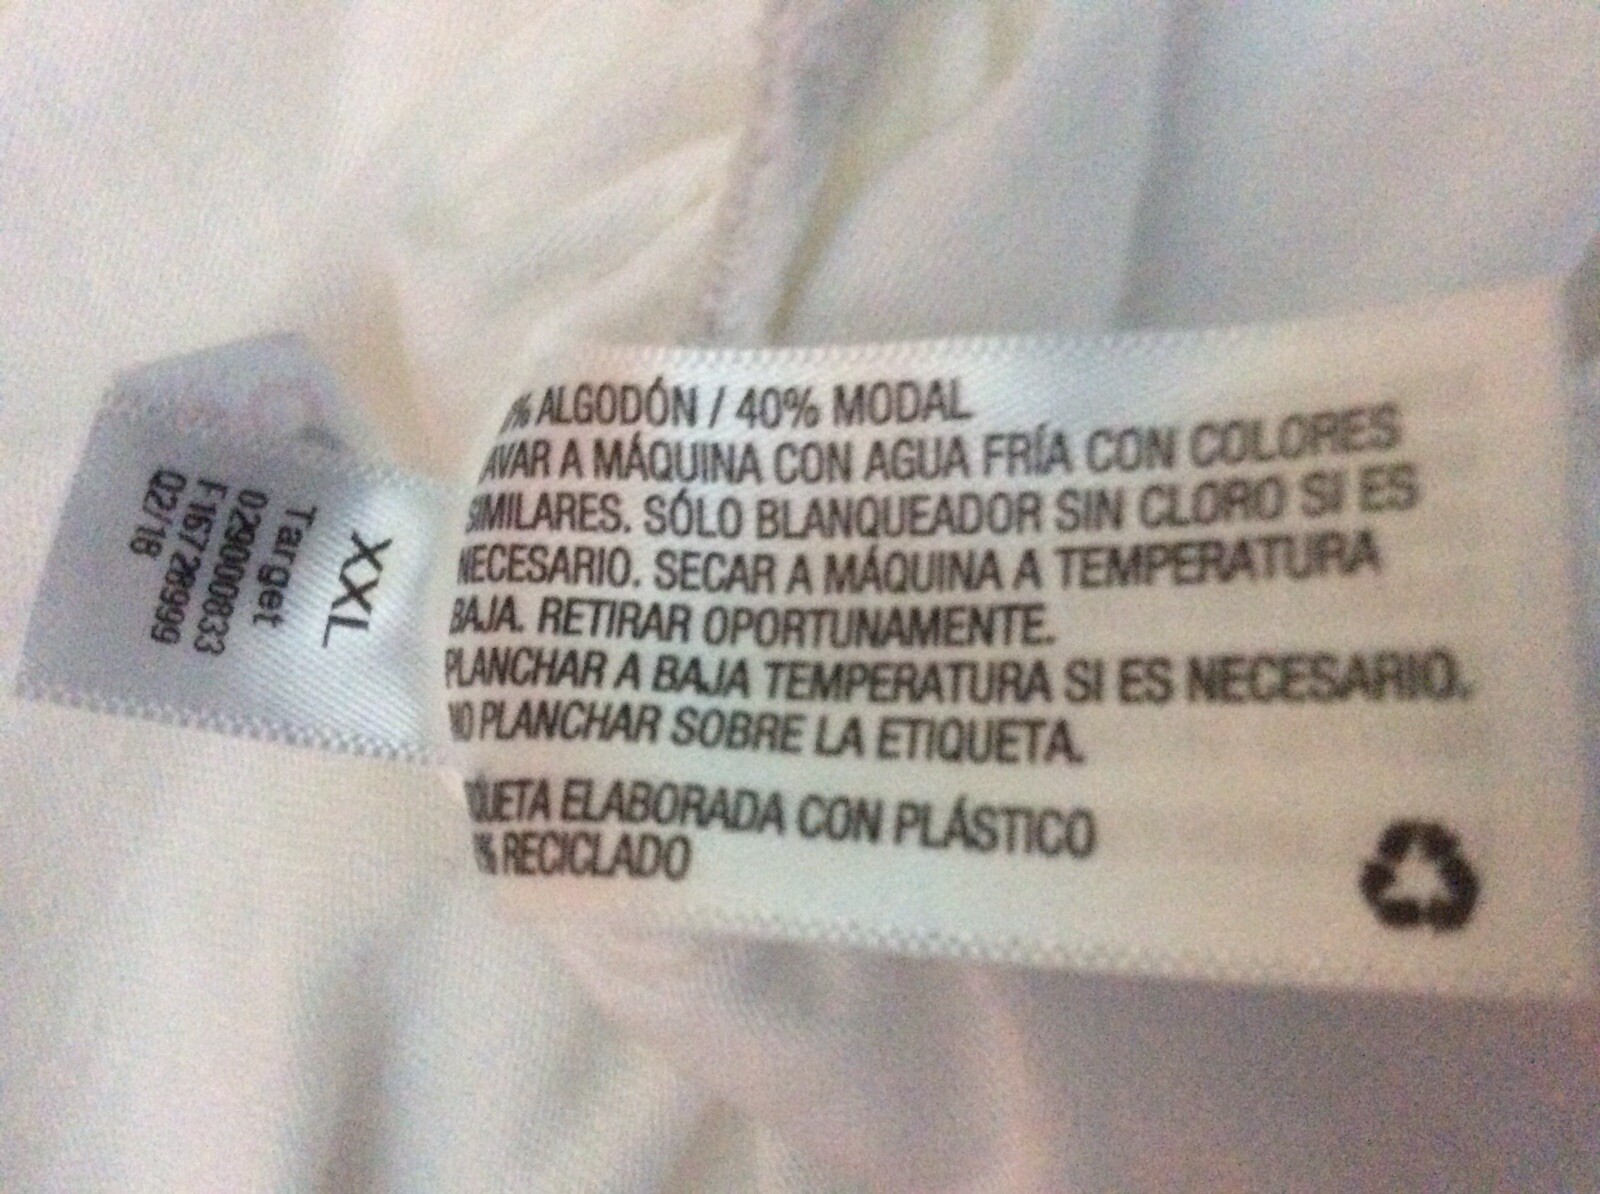 XXL
Target
029000833
F1672899
02/18
% ALGODÓN / 40% MODAL
AVAR A MÁQUINA CON AGUA FRÍA CON COLORES
SIMILARES. SÓLO BLANQUEADOR SIN CLORO SI ES
NECESARIO. SECAR A MÁQUINA A TEMPERATURA
BAJA. RETIRAR OPORTUNAMENTE.
PLANCHAR A BAJA TEMPERATURA SI ES NECESARIO.
NO PLANCHAR SOBRE LA ETIQUETA.
QUETA ELABORADA CON PLÁSTICO
% RECICLADO